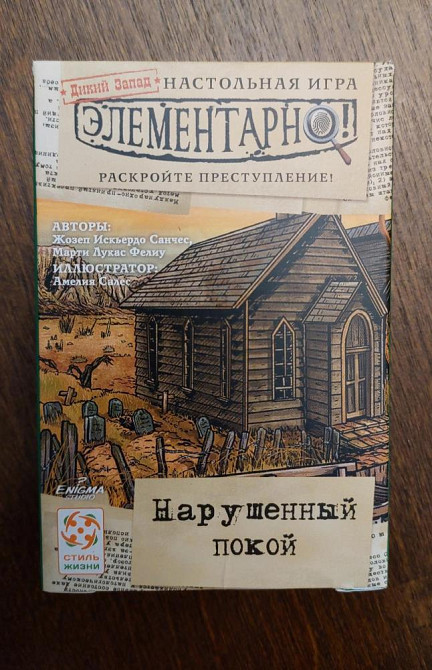 Дикий Запад
НАСТОЛЬНАЯ ИГРА
ЭЛЕМЕНТАРНО!
РАСКРОЙТЕ ПРЕСТУПЛЕНИЕ!
АВТОРЫ:
Жозеп Искьердо Санчес,
Марти Лукас Фелиу
ИЛЛЮСТРАТОР:
Амелия Салес
ENIGMA
STUDIO
Нарушенный
покой
СТИЛЬ
ЖИЗНИ